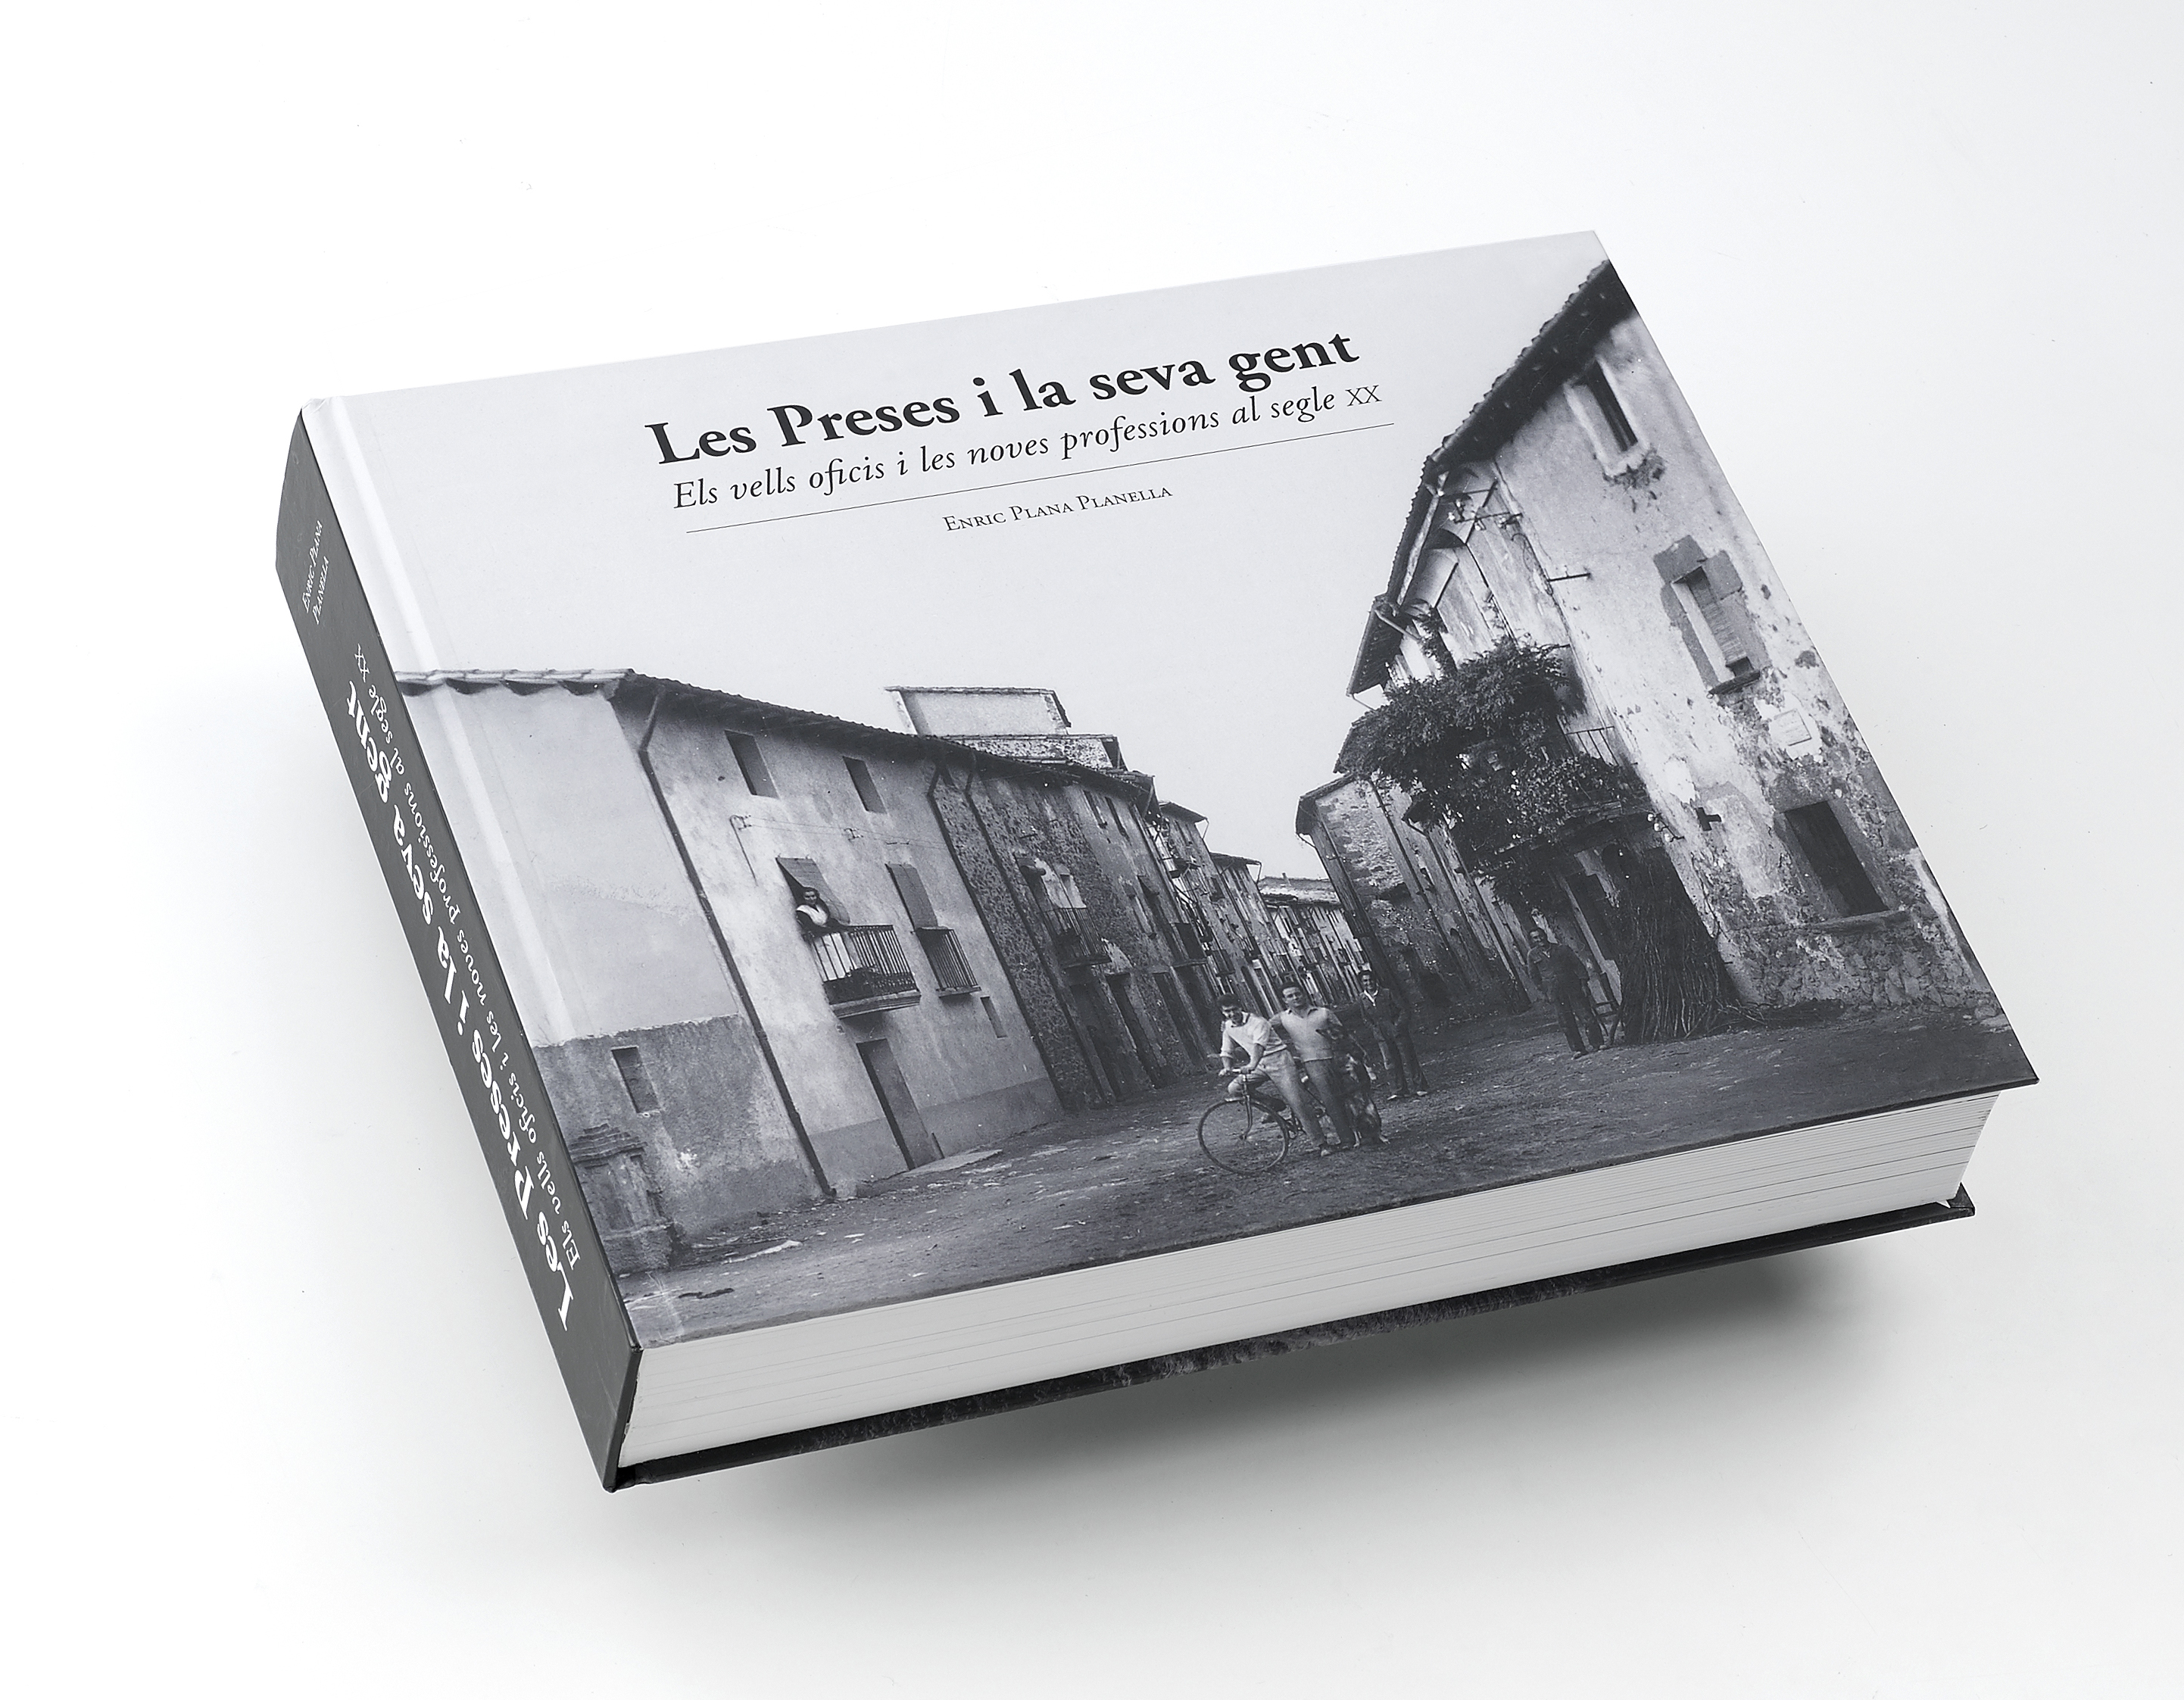 Les Preses i la seva gent
Els vells oficis i les noves professions al segle XX
Enric Plana Planella
Enric Plana
Planella
Les Preses i la seva gent
Els vells oficis i les noves professions al segle XX